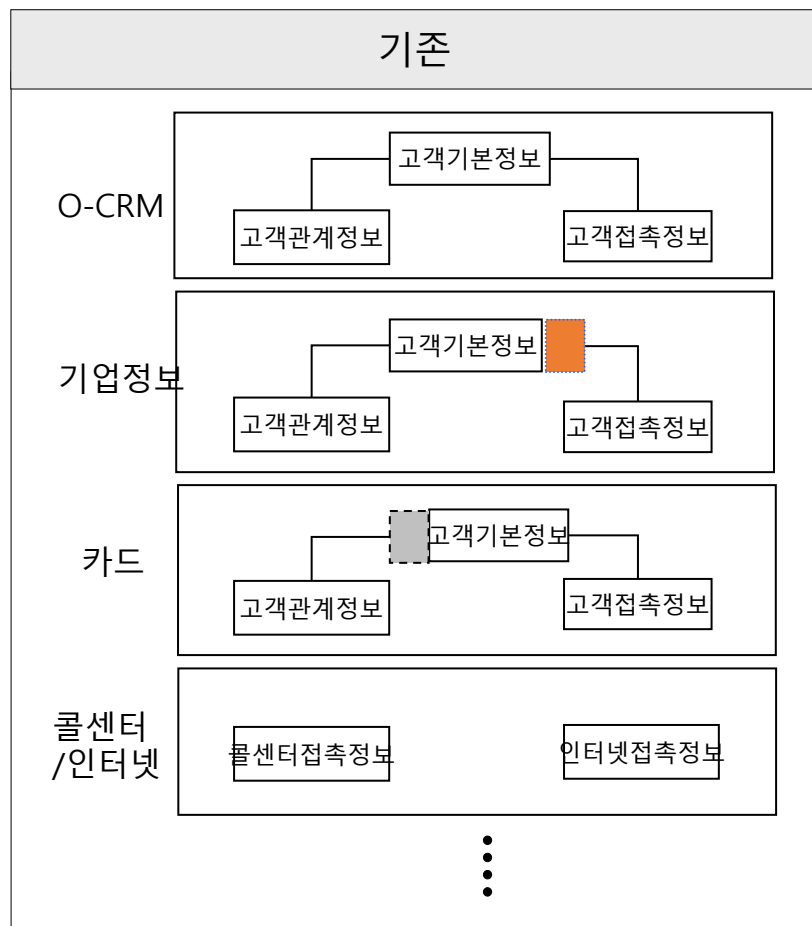 기존
O-CRM
고객기본정보
고객관계정보
고객접촉정보
기업정보
고객기본정보
고객관계정보
고객접촉정보
카드
고객기본정보
고객관계정보
고객접촉정보
콜센터
/인터넷
콜센터접촉정보
인터넷접촉정보